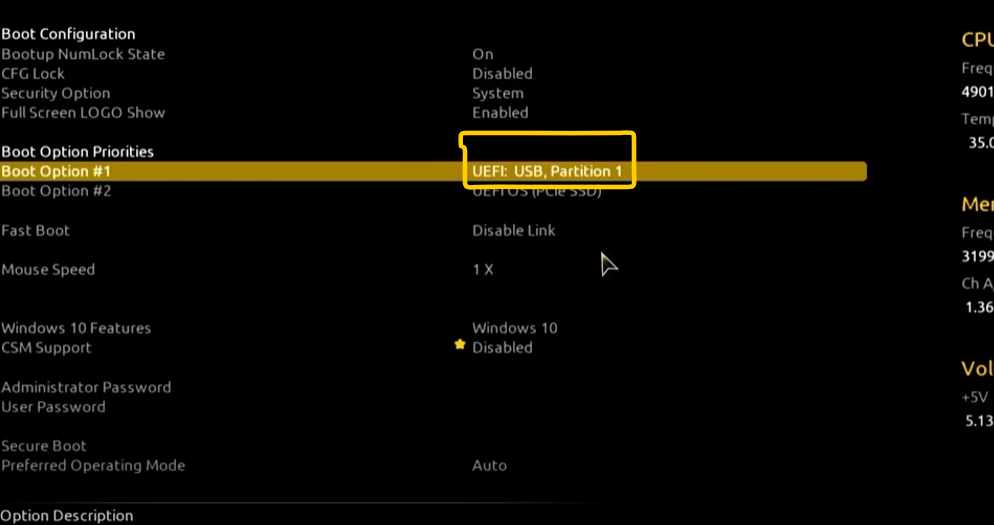 Boot Configuration
Bootup NumLock State On
CFG Lock Disabled
Security Option System
Full Screen LOGO Show Enabled
Boot Option Priorities
Boot Option #1 UEFI: USB, Partition 1
Boot Option #2 UEFI OS (PCIe SSD)
Fast Boot Disable Link
Mouse Speed 1 X
Windows 10 Features Windows 10
CSM Support Disabled
Administrator Password
User Password
Secure Boot
Preferred Operating Mode Auto
Option Description
CPU
Freq
4901
Temp
35.0
Mem
Freq
3199
Ch A
1.36
Vol
+5V
5.13